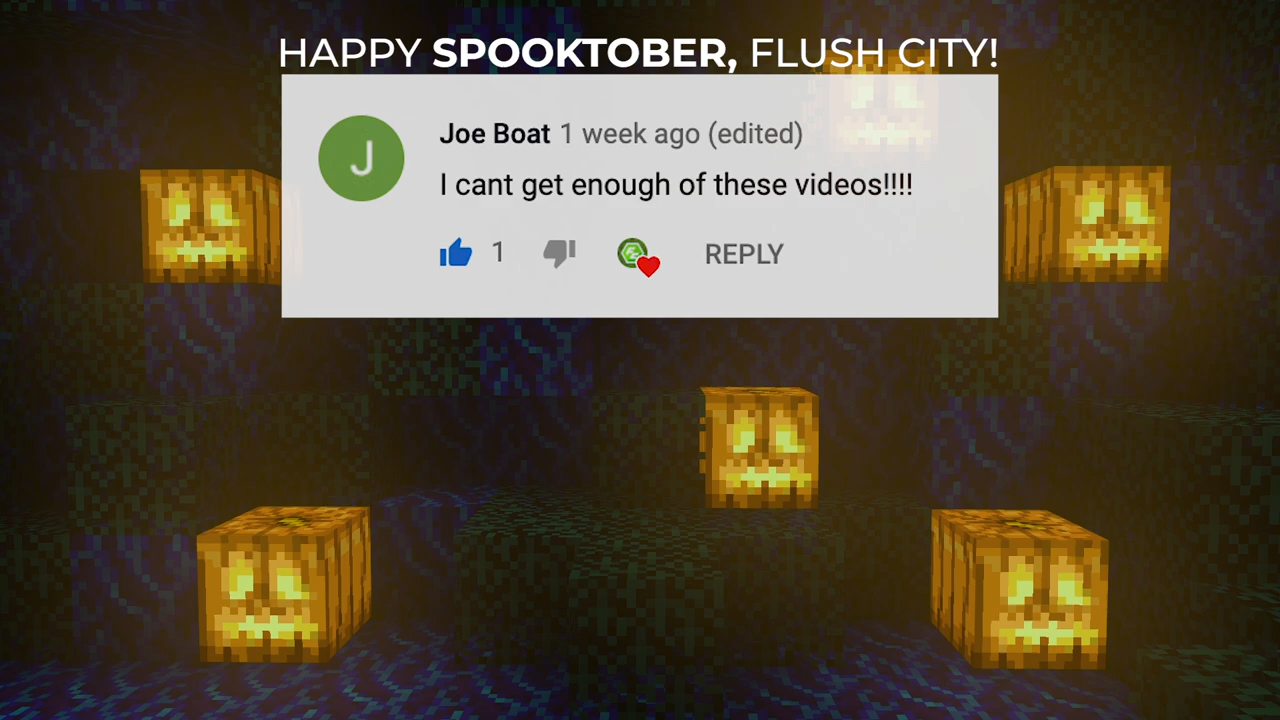 HAPPY SPOOKTOBER, FLUSH CITY!
J
Joe Boat 1 week ago (edited)
I cant get enough of these videos!!!!
1
REPLY